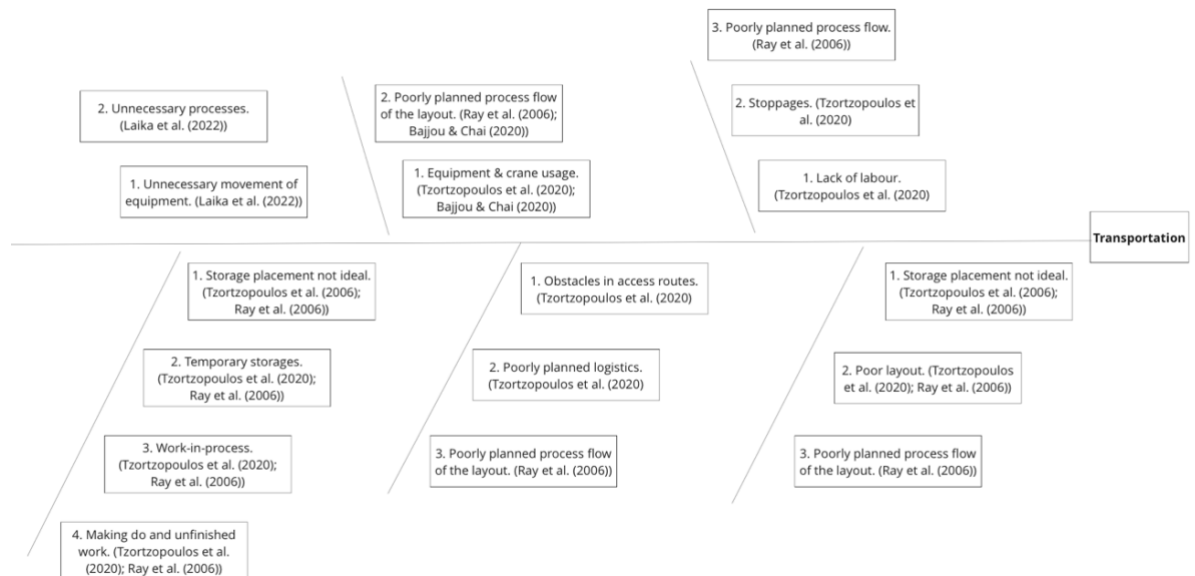 3. Poorly planned process flow.
(Ray et al. (2006))
2. Unnecessary processes.
(Laika et al. (2022))
2. Poorly planned process flow
of the layout. (Ray et al. (2006);
Bajjou & Chai (2020))
2. Stoppages. (Tzortzopoulos et
al. (2020)
1. Unnecessary movement of
equipment. (Laika et al. (2022))
1. Equipment & crane usage.
(Tzortzopoulos et al. (2020);
Bajjou & Chai (2020))
1. Lack of labour.
(Tzortzopoulos et al. (2020)
Transportation
1. Storage placement not ideal.
(Tzortzopoulos et al. (2006);
Ray et al. (2006))
1. Obstacles in access routes.
(Tzortzopoulos et al. (2020)
1. Storage placement not ideal.
(Tzortzopoulos et al. (2006);
Ray et al. (2006))
2. Temporary storages.
(Tzortzopoulos et al. (2020);
Ray et al. (2006))
2. Poorly planned logistics.
(Tzortzopoulos et al. (2020)
2. Poor layout. (Tzortzopoulos
et al. (2020); Ray et al. (2006))
3. Work-in-process.
(Tzortzopoulos et al. (2020);
Ray et al. (2006))
3. Poorly planned process flow
of the layout. (Ray et al. (2006))
3. Poorly planned process flow
of the layout. (Ray et al. (2006))
4. Making do and unfinished
work. (Tzortzopoulos et al.
(2020); Ray et al. (2006))